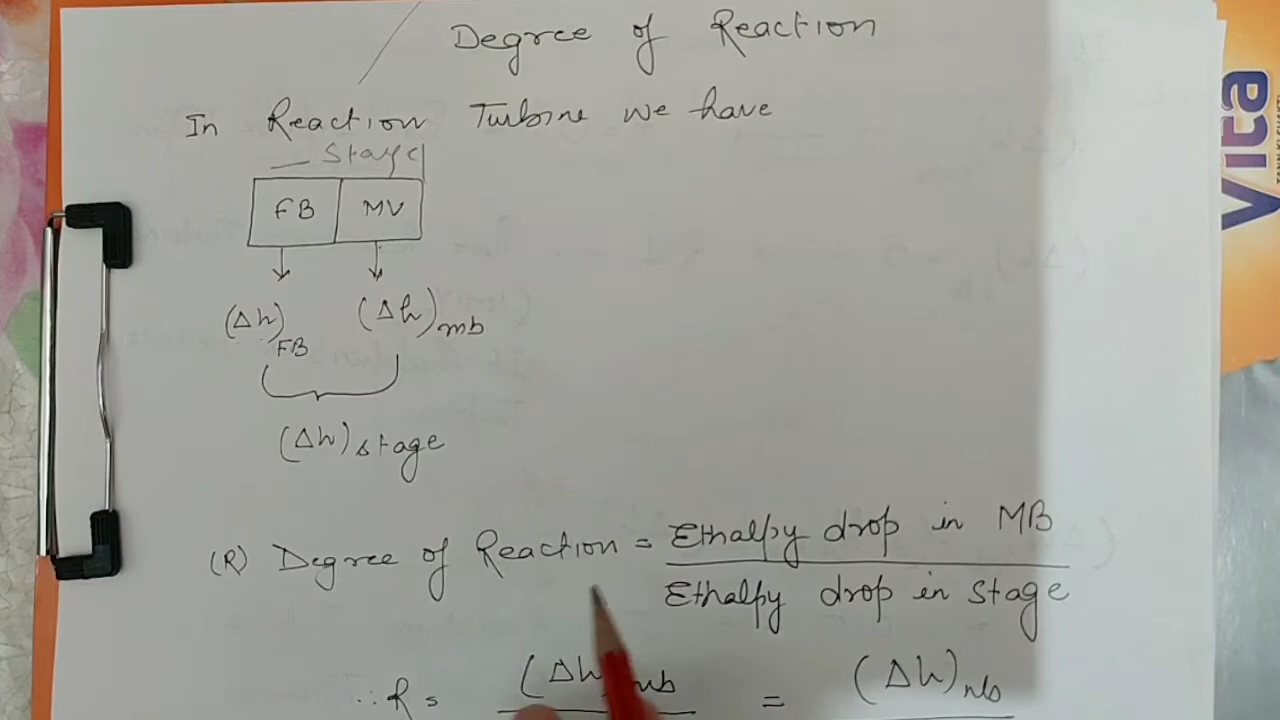 Degree of Reaction
In Reaction Turbine we have
Stage
FB MV
(Δh)FB (Δh)mb
(Δh)stage
(R) Degree of Reaction = Ethalpy drop in MB
Ethalpy drop in stage
∴ R = (Δh)mb = (Δh)mb
Vita